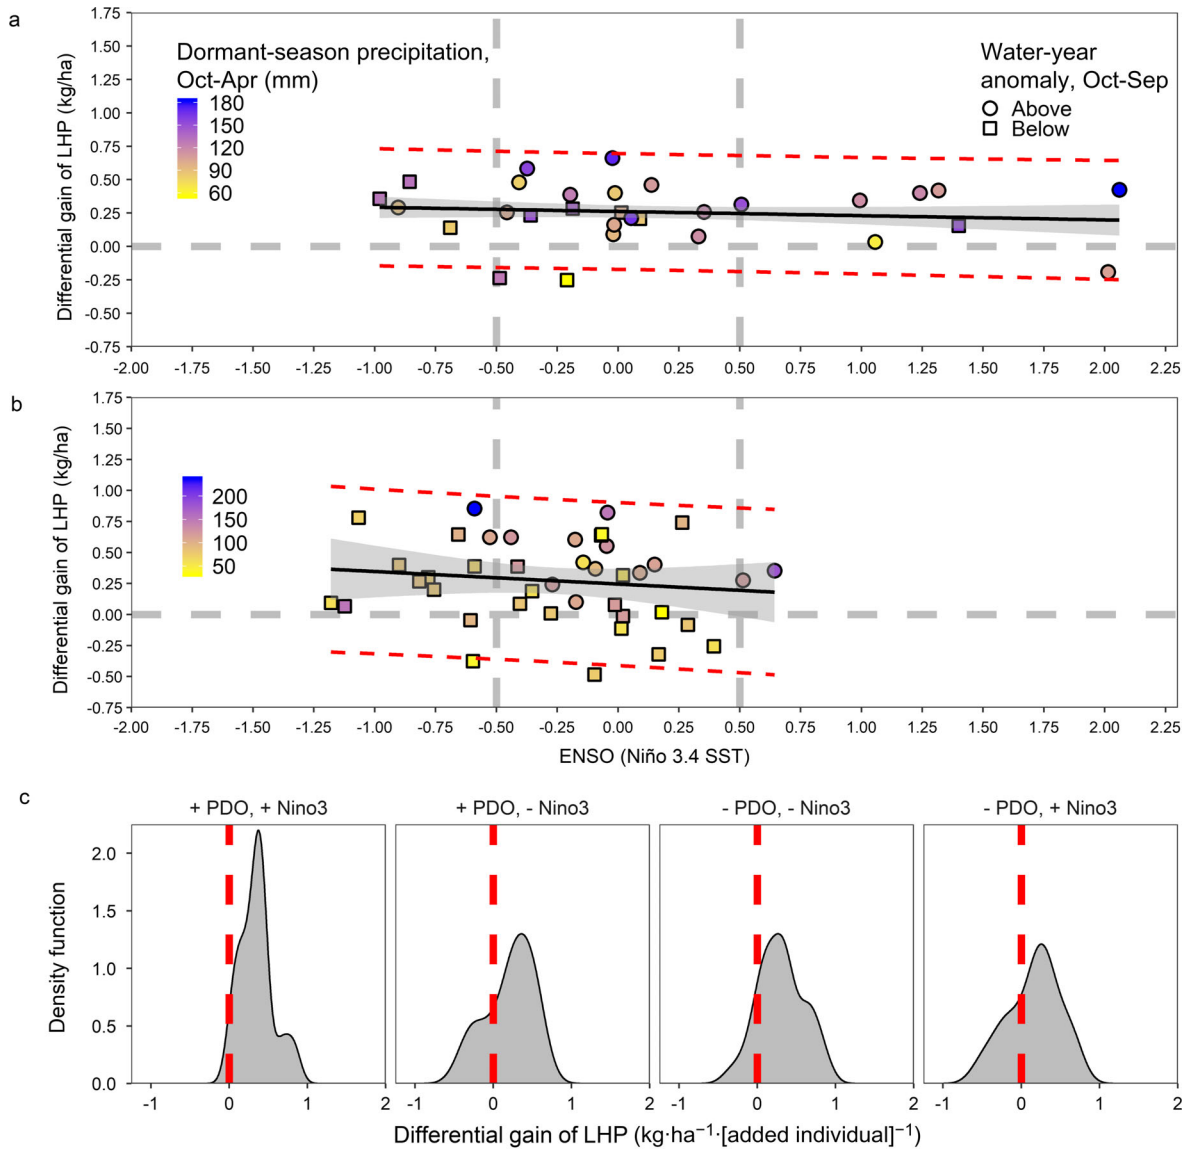 a
Differential gain of LHP (kg/ha)
1.75
1.50
1.25
1.00
0.75
0.50
0.25
0.00
-0.25
-0.50
-0.75
Dormant-season precipitation,
Oct-Apr (mm)
180
150
120
90
60
Water-year
anomaly, Oct-Sep
Above
Below
-2.00 -1.75 -1.50 -1.25 -1.00 -0.75 -0.50 -0.25 0.00 0.25 0.50 0.75 1.00 1.25 1.50 1.75 2.00 2.25
b
Differential gain of LHP (kg/ha)
1.75
1.50
1.25
1.00
0.75
0.50
0.25
0.00
-0.25
-0.50
-0.75
200
150
100
-2.00 -1.75 -1.50 -1.25 -1.00 -0.75 -0.50 -0.25 0.00 0.25 0.50 0.75 1.00 1.25 1.50 1.75 2.00 2.25
ENSO (Niño 3.4 SST)
c
+ PDO, + Nino3 + PDO, - Nino3 - PDO, - Nino3 - PDO, + Nino3
Density function
2.0
1.5
1.0
0.5
0.0
-1 0 1 2 -1 0 1 2 -1 0 1 2 -1 0 1 2
Differential gain of LHP (kg·ha⁻¹·[added individual]⁻¹)